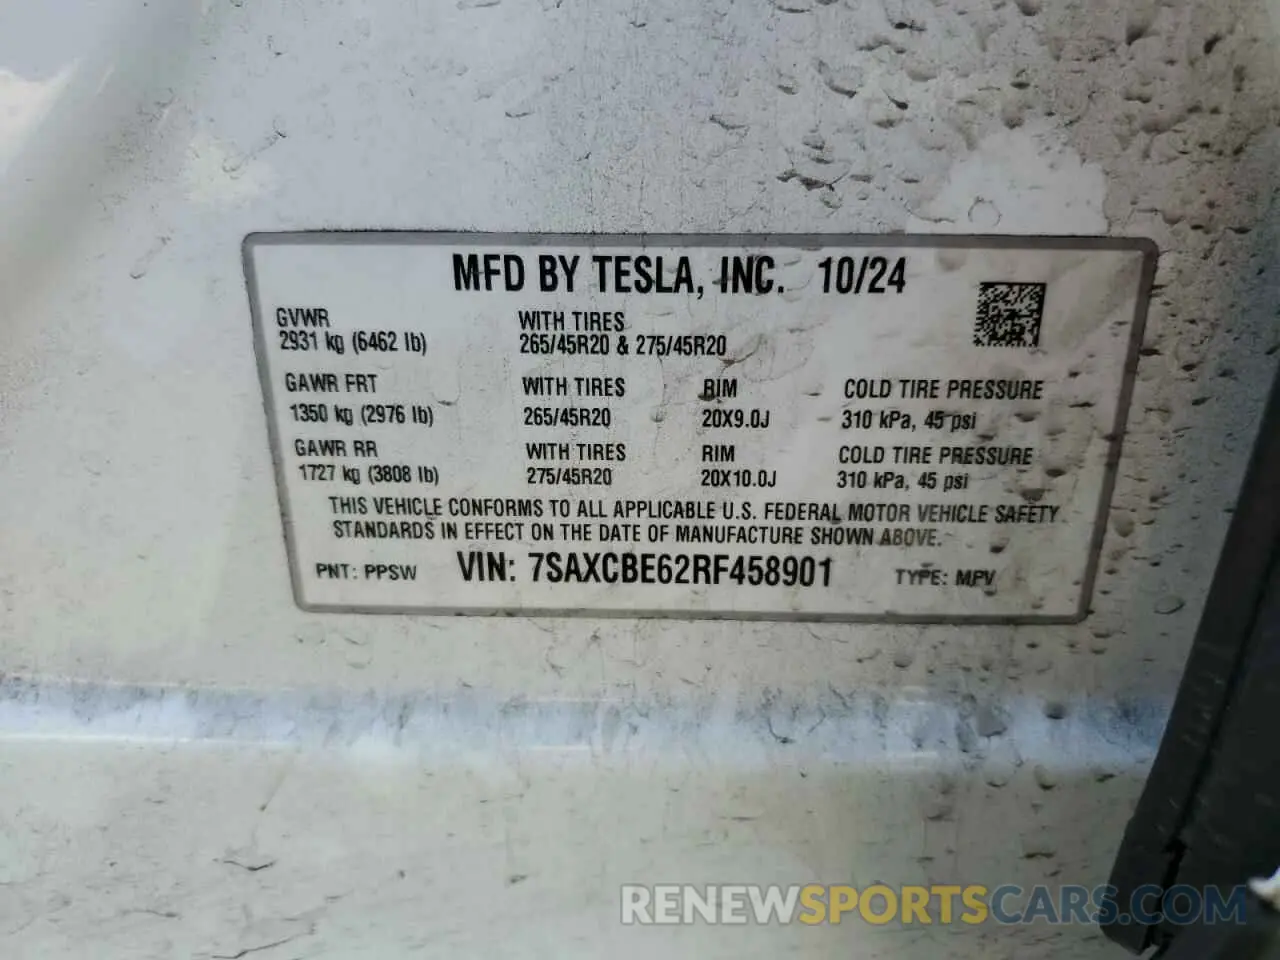 MFD BY TESLA, INC. 10/24
GVWR
2931 kg (6462 lb)
WITH TIRES
265/45R20 & 275/45R20
GAWR FRT WITH TIRES RIM COLD TIRE PRESSURE
1350 kg (2976 lb) 265/45R20 20X9.0J 310 kPa, 45 psi
GAWR RR WITH TIRES RIM COLD TIRE PRESSURE
1727 kg (3808 lb) 275/45R20 20X10.0J 310 kPa, 45 psi
THIS VEHICLE CONFORMS TO ALL APPLICABLE U.S. FEDERAL MOTOR VEHICLE SAFETY
STANDARDS IN EFFECT ON THE DATE OF MANUFACTURE SHOWN ABOVE.
PNT: PPSW VIN: 7SAXCBE62RF458901 TYPE: MPV
RENEWSPORTSCARS.COM